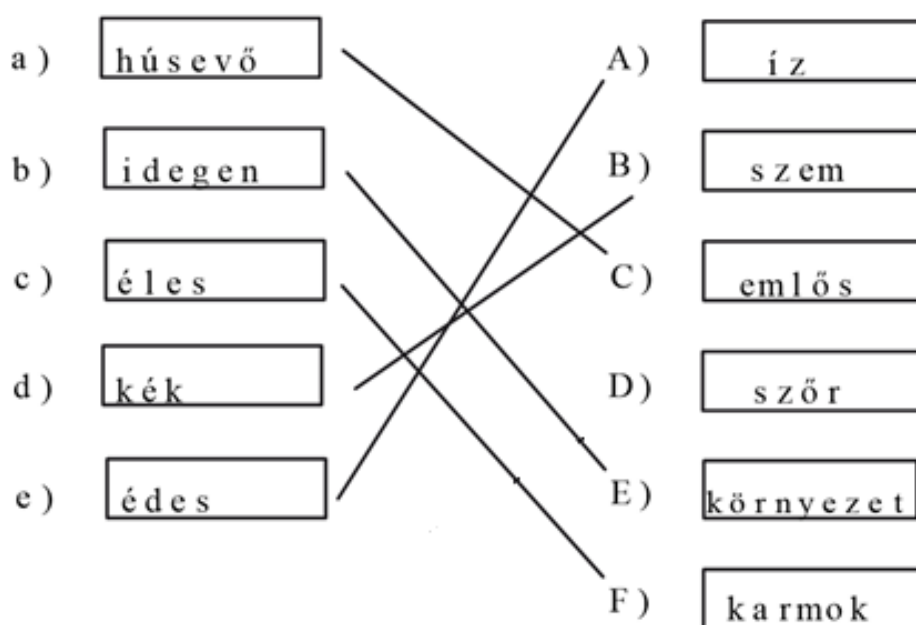 a) húsevő A) íz
b) idegen B) szem
c) éles C) emlős
d) kék D) szőr
e) édes E) környezet
F) karmok